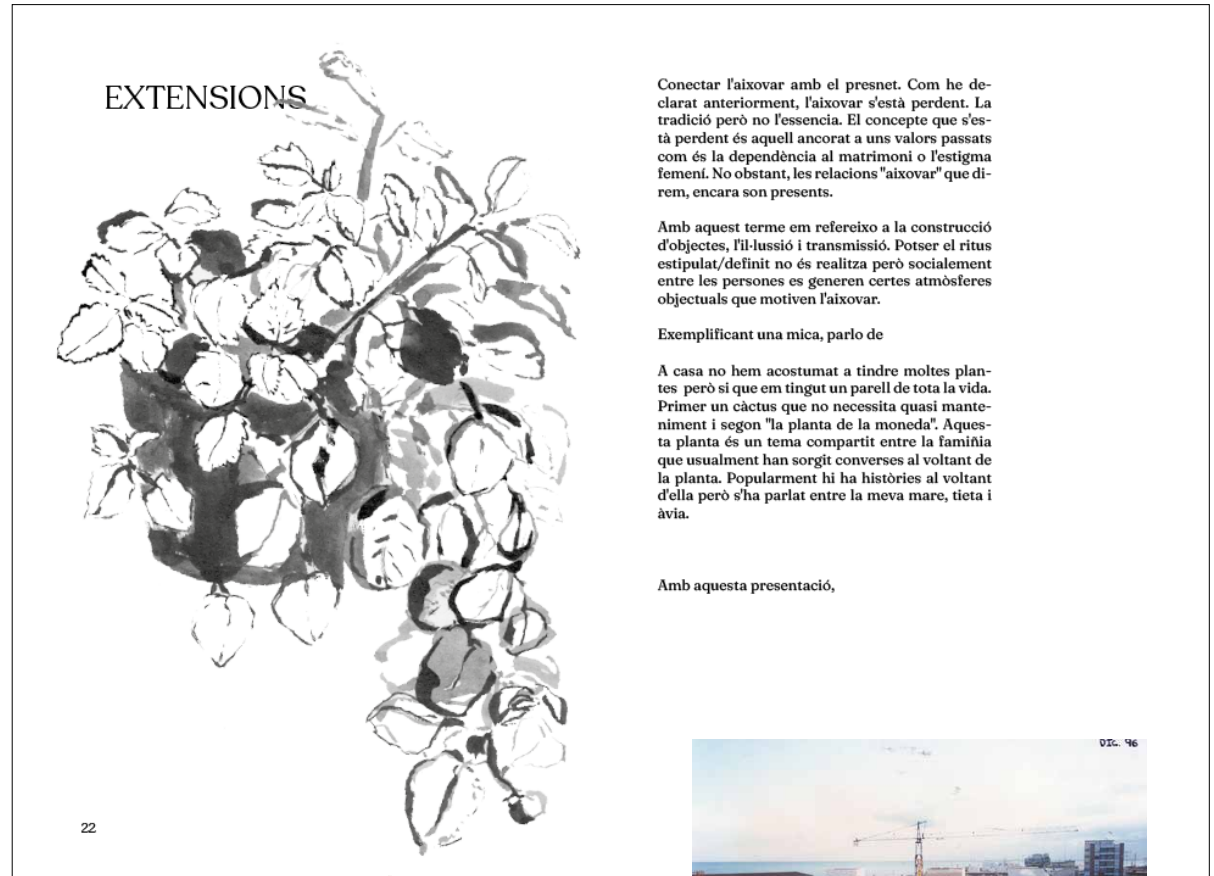 EXTENSIONS
Conectar l'aixovar amb el presnet. Com he de-
clarat anteriorment, l'aixovar s'està perdent. La
tradició però no l'essencia. El concepte que s'es-
tà perdent és aquell ancorat a uns valors passats
com és la dependència al matrimoni o l'estigma
femení. No obstant, les relacions "aixovar" que di-
rem, encara son presents.
Amb aquest terme em refereixo a la construcció
d'objectes, l'il·lussió i transmissió. Potser el ritus
estipulat/definit no és realitza però socialment
entre les persones es generen certes atmòsferes
objectuals que motiven l'aixovar.
Exemplificant una mica, parlo de
A casa no hem acostumat a tindre moltes plan-
tes però si que em tingut un parell de tota la vida.
Primer un càctus que no necessita quasi mante-
niment i segon "la planta de la moneda". Aques-
ta planta és un tema compartit entre la famiñia
que usualment han sorgit converses al voltant de
la planta. Popularment hi ha històries al voltant
d'ella però s'ha parlat entre la meva mare, tieta i
àvia.
Amb aquesta presentació,
DIC. 96
22